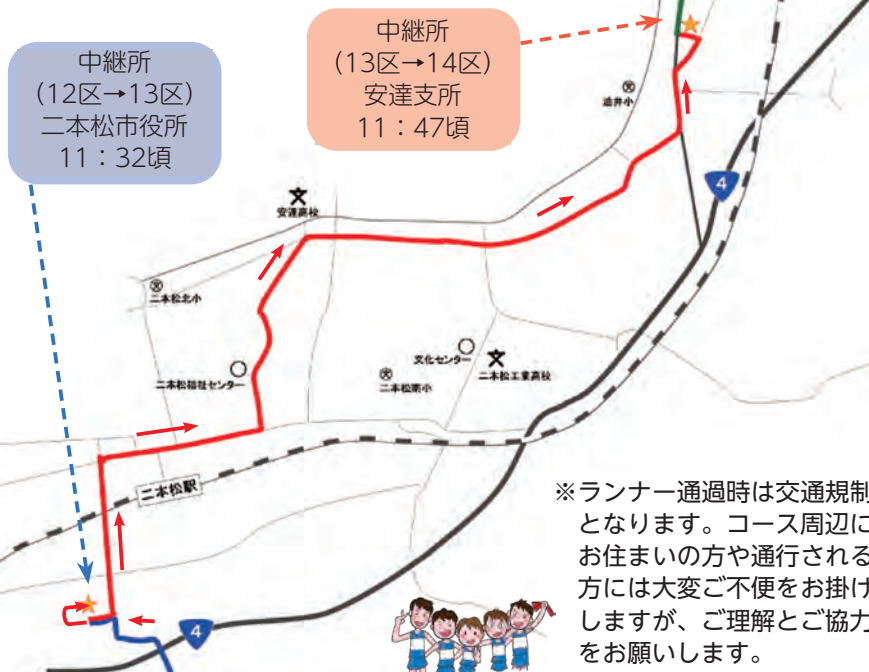 中継所
(12区→13区)
二本松市役所
11：32頃
中継所
(13区→14区)
安達支所
11：47頃
油井小
4
安達高校
二本松北小
二本松福祉センター
文化センター
二本松南小
二本松工業高校
二本松駅
4
※ランナー通過時は交通規制
となります。コース周辺に
お住まいの方や通行される
方には大変ご不便をお掛け
しますが、ご理解とご協力
をお願いします。